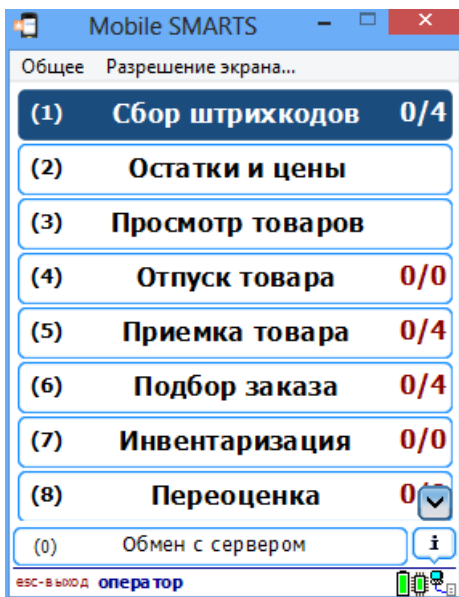 Mobile SMARTS
Общее Разрешение экрана...
(1) Сбор штрихкодов 0/4
(2) Остатки и цены
(3) Просмотр товаров
(4) Отпуск товара 0/0
(5) Приемка товара 0/4
(6) Подбор заказа 0/4
(7) Инвентаризация 0/0
(8) Переоценка
(0) Обмен с сервером i
esc-выход оператор